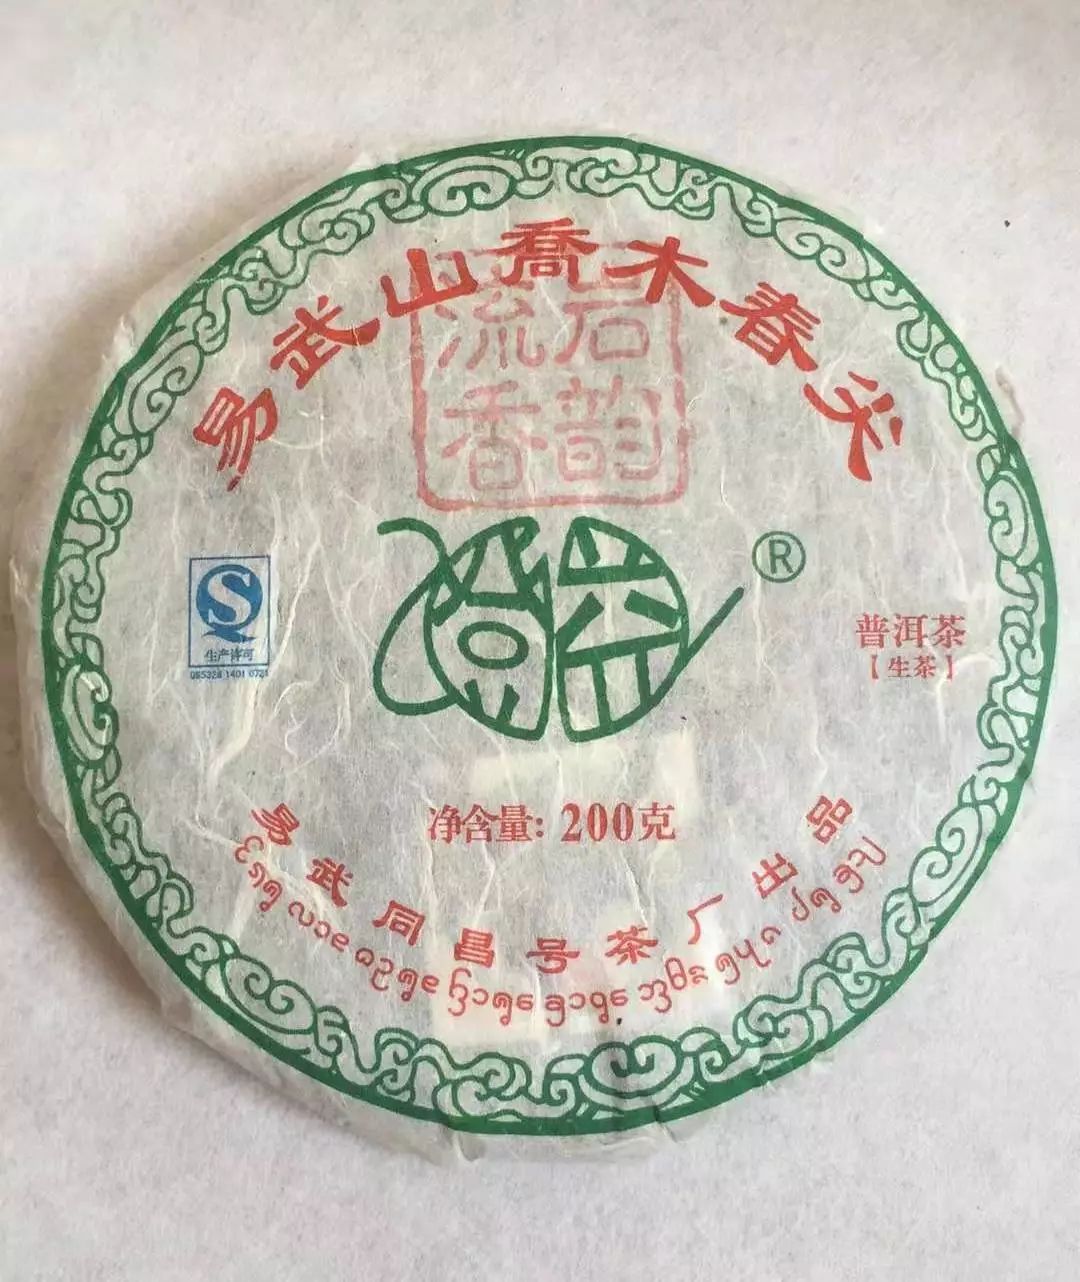 易武山喬木春尖
石韵
流香
®
S
生产许可
普洱茶
【生茶】
净含量：200克
易武同昌号茶厂出品